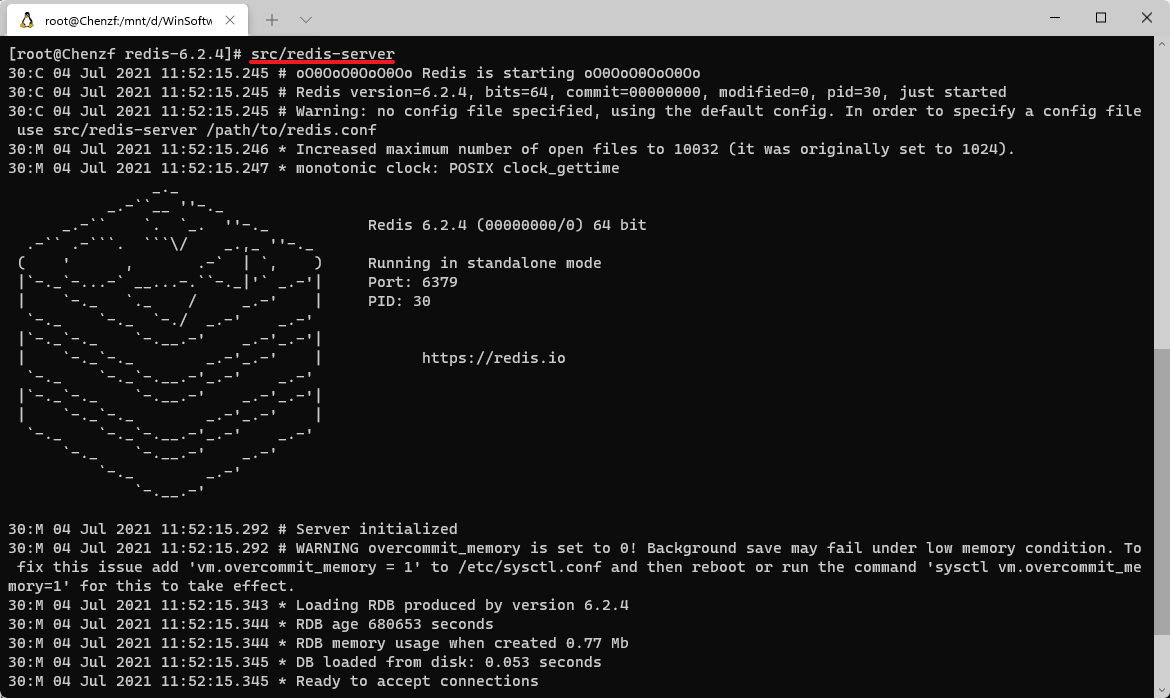 root@Chenzf:/mnt/d/WinSoftw
[root@Chenzf redis-6.2.4]# src/redis-server
30:C 04 Jul 2021 11:52:15.245 # oO0OoO0OoO0Oo Redis is starting oO0OoO0OoO0Oo
30:C 04 Jul 2021 11:52:15.245 # Redis version=6.2.4, bits=64, commit=00000000, modified=0, pid=30, just started
30:C 04 Jul 2021 11:52:15.245 # Warning: no config file specified, using the default config. In order to specify a config file
use src/redis-server /path/to/redis.conf
30:M 04 Jul 2021 11:52:15.246 * Increased maximum number of open files to 10032 (it was originally set to 1024).
30:M 04 Jul 2021 11:52:15.247 * monotonic clock: POSIX clock_gettime
Redis 6.2.4 (00000000/0) 64 bit
Running in standalone mode
Port: 6379
PID: 30
https://redis.io
30:M 04 Jul 2021 11:52:15.292 # Server initialized
30:M 04 Jul 2021 11:52:15.292 # WARNING overcommit_memory is set to 0! Background save may fail under low memory condition. To
fix this issue add 'vm.overcommit_memory = 1' to /etc/sysctl.conf and then reboot or run the command 'sysctl vm.overcommit_me
mory=1' for this to take effect.
30:M 04 Jul 2021 11:52:15.343 * Loading RDB produced by version 6.2.4
30:M 04 Jul 2021 11:52:15.344 * RDB age 680653 seconds
30:M 04 Jul 2021 11:52:15.344 * RDB memory usage when created 0.77 Mb
30:M 04 Jul 2021 11:52:15.345 * DB loaded from disk: 0.053 seconds
30:M 04 Jul 2021 11:52:15.345 * Ready to accept connections